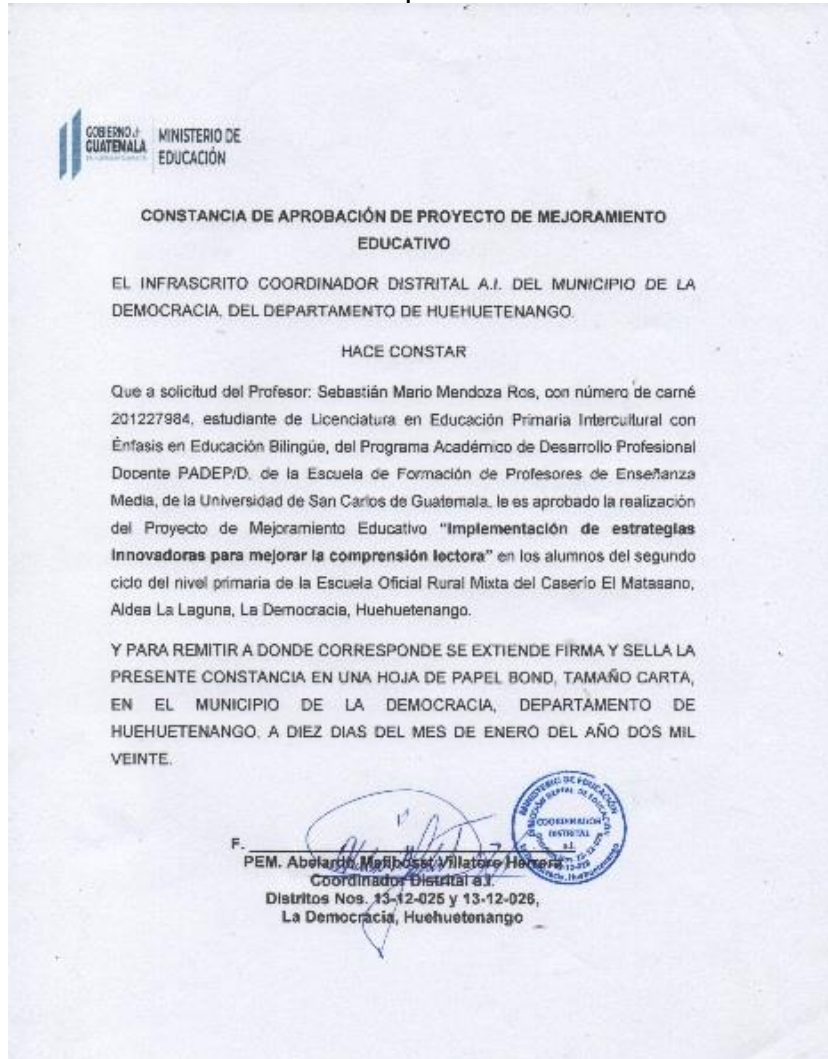 GOBIERNO de
GUATEMALA
MINISTERIO DE
EDUCACIÓN
CONSTANCIA DE APROBACIÓN DE PROYECTO DE MEJORAMIENTO
EDUCATIVO
EL INFRASCRITO COORDINADOR DISTRITAL A.I. DEL MUNICIPIO DE LA
DEMOCRACIA, DEL DEPARTAMENTO DE HUEHUETENANGO.
HACE CONSTAR
Que a solicitud del Profesor: Sebastián Mario Mendoza Ros, con número de carné
201227984, estudiante de Licenciatura en Educación Primaria Intercultural con
Énfasis en Educación Bilingüe, del Programa Académico de Desarrollo Profesional
Docente PADEP/D. de la Escuela de Formación de Profesores de Enseñanza
Media, de la Universidad de San Carlos de Guatemala, le es aprobado la realización
del Proyecto de Mejoramiento Educativo "Implementación de estrategias
innovadoras para mejorar la comprensión lectora" en los alumnos del segundo
ciclo del nivel primaria de la Escuela Oficial Rural Mixta del Caserío El Matasano,
Aldea La Laguna, La Democracia, Huehuetenango.
Y PARA REMITIR A DONDE CORRESPONDE SE EXTIENDE FIRMA Y SELLA LA
PRESENTE CONSTANCIA EN UNA HOJA DE PAPEL BOND, TAMAÑO CARTA,
EN EL MUNICIPIO DE LA DEMOCRACIA, DEPARTAMENTO DE
HUEHUETENANGO. A DIEZ DIAS DEL MES DE ENERO DEL AÑO DOS MIL
VEINTE.
MINISTERIO DE EDUCACIÓN
COORDINADOR
DISTRITAL
a.i.
F.
PEM. Abelardo Villatoro Herrera
Coordinador Distrital a.i.
Distritos Nos. 13-12-025 y 13-12-026,
La Democracia, Huehuetenango